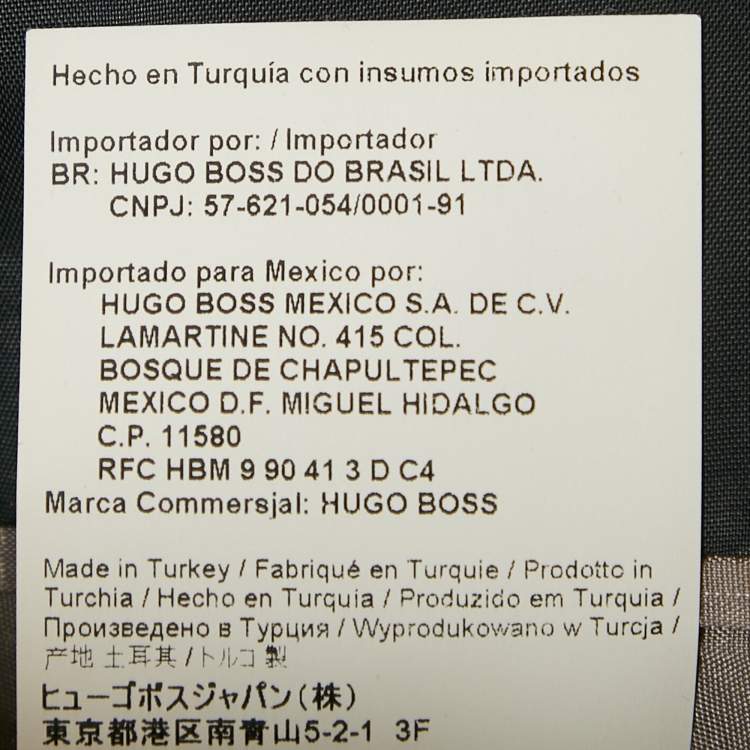 Hecho en Turquía con insumos importados
Importador por: / Importador
BR: HUGO BOSS DO BRASIL LTDA.
CNPJ: 57-621-054/0001-91
Importado para Mexico por:
HUGO BOSS MEXICO S.A. DE C.V.
LAMARTINE NO. 415 COL.
BOSQUE DE CHAPULTEPEC
MEXICO D.F. MIGUEL HIDALGO
C.P. 11580
RFC HBM 9 90 41 3 D C4
Marca Commersjal: HUGO BOSS
Made in Turkey / Fabriqué en Turquie / Prodotto in
Turchia / Hecho en Turquía / Produzido em Turquia /
Произведено в Турция / Wyprodukowano w Turcja /
产地 土耳其 / トルコ 製
ヒューゴボスジャパン(株)
東京都港区南青山5-2-1 3F